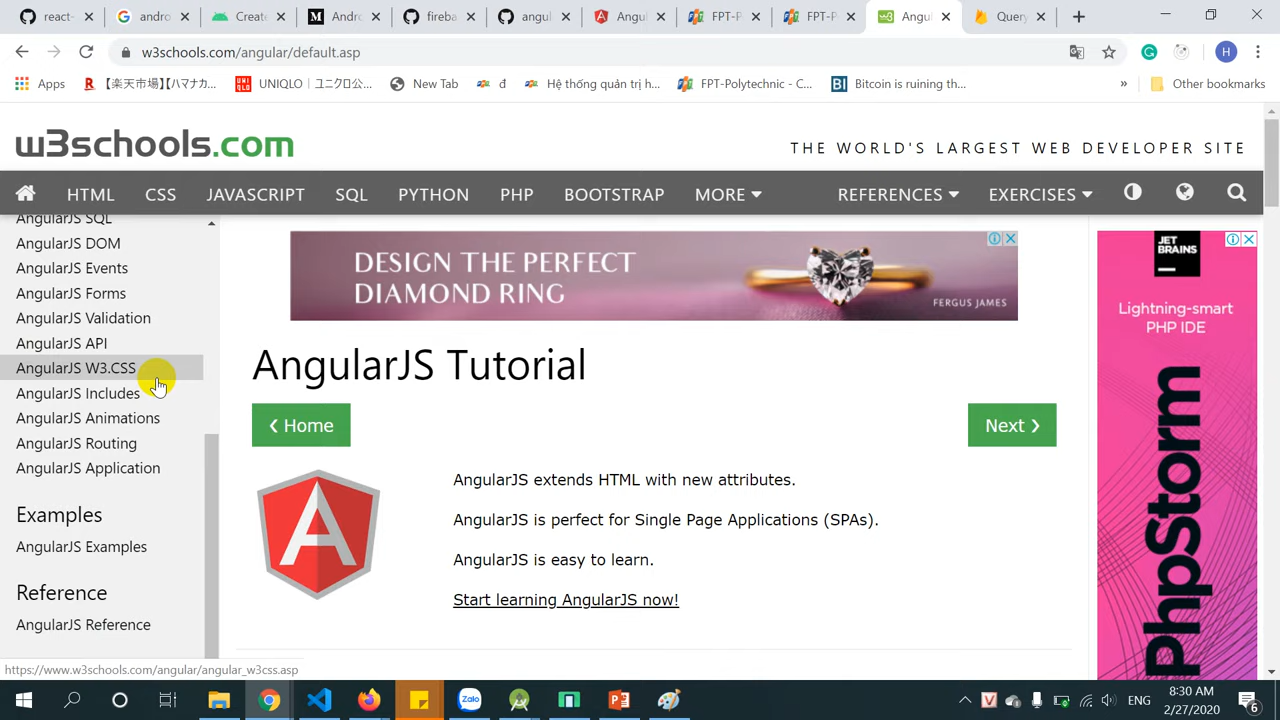 react-
andro
Create
Andro
fireba
angul
Angul
FPT-P
FPT-P
Angu
Query
w3schools.com/angular/default.asp
H
Apps
【楽天市場】【ハマナカ...
UNIQLO｜ユニクロ公...
New Tab
đ
Hệ thống quản trị h...
FPT-Polytechnic - C...
BI
Bitcoin is ruining th...
»
Other bookmarks
w3schools.com
THE WORLD'S LARGEST WEB DEVELOPER SITE
HTML CSS JAVASCRIPT SQL PYTHON PHP BOOTSTRAP MORE REFERENCES EXERCISES
AngularJS SQL
AngularJS DOM
AngularJS Events
AngularJS Forms
AngularJS Validation
AngularJS API
AngularJS W3.CSS
AngularJS Includes
AngularJS Animations
AngularJS Routing
AngularJS Application
Examples
AngularJS Examples
Reference
AngularJS Reference
https://www.w3schools.com/angular/angular_w3css.asp
DESIGN THE PERFECT
DIAMOND RING
FERGUS JAMES
AngularJS Tutorial
❮ Home
Next ❯
AngularJS extends HTML with new attributes.
AngularJS is perfect for Single Page Applications (SPAs).
AngularJS is easy to learn.
Start learning AngularJS now!
JET
BRAINS
Lightning-smart
PHP IDE
PhpStorm
Zalo
ENG
8:30 AM
2/27/2020
6